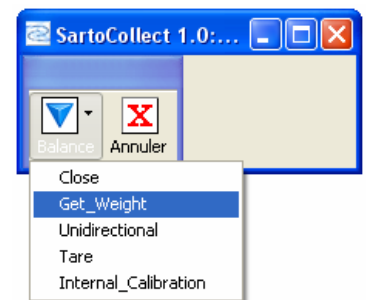 SartoCollect 1.0:...
Balance Annuler
Close
Get_Weight
Unidirectional
Tare
Internal_Calibration